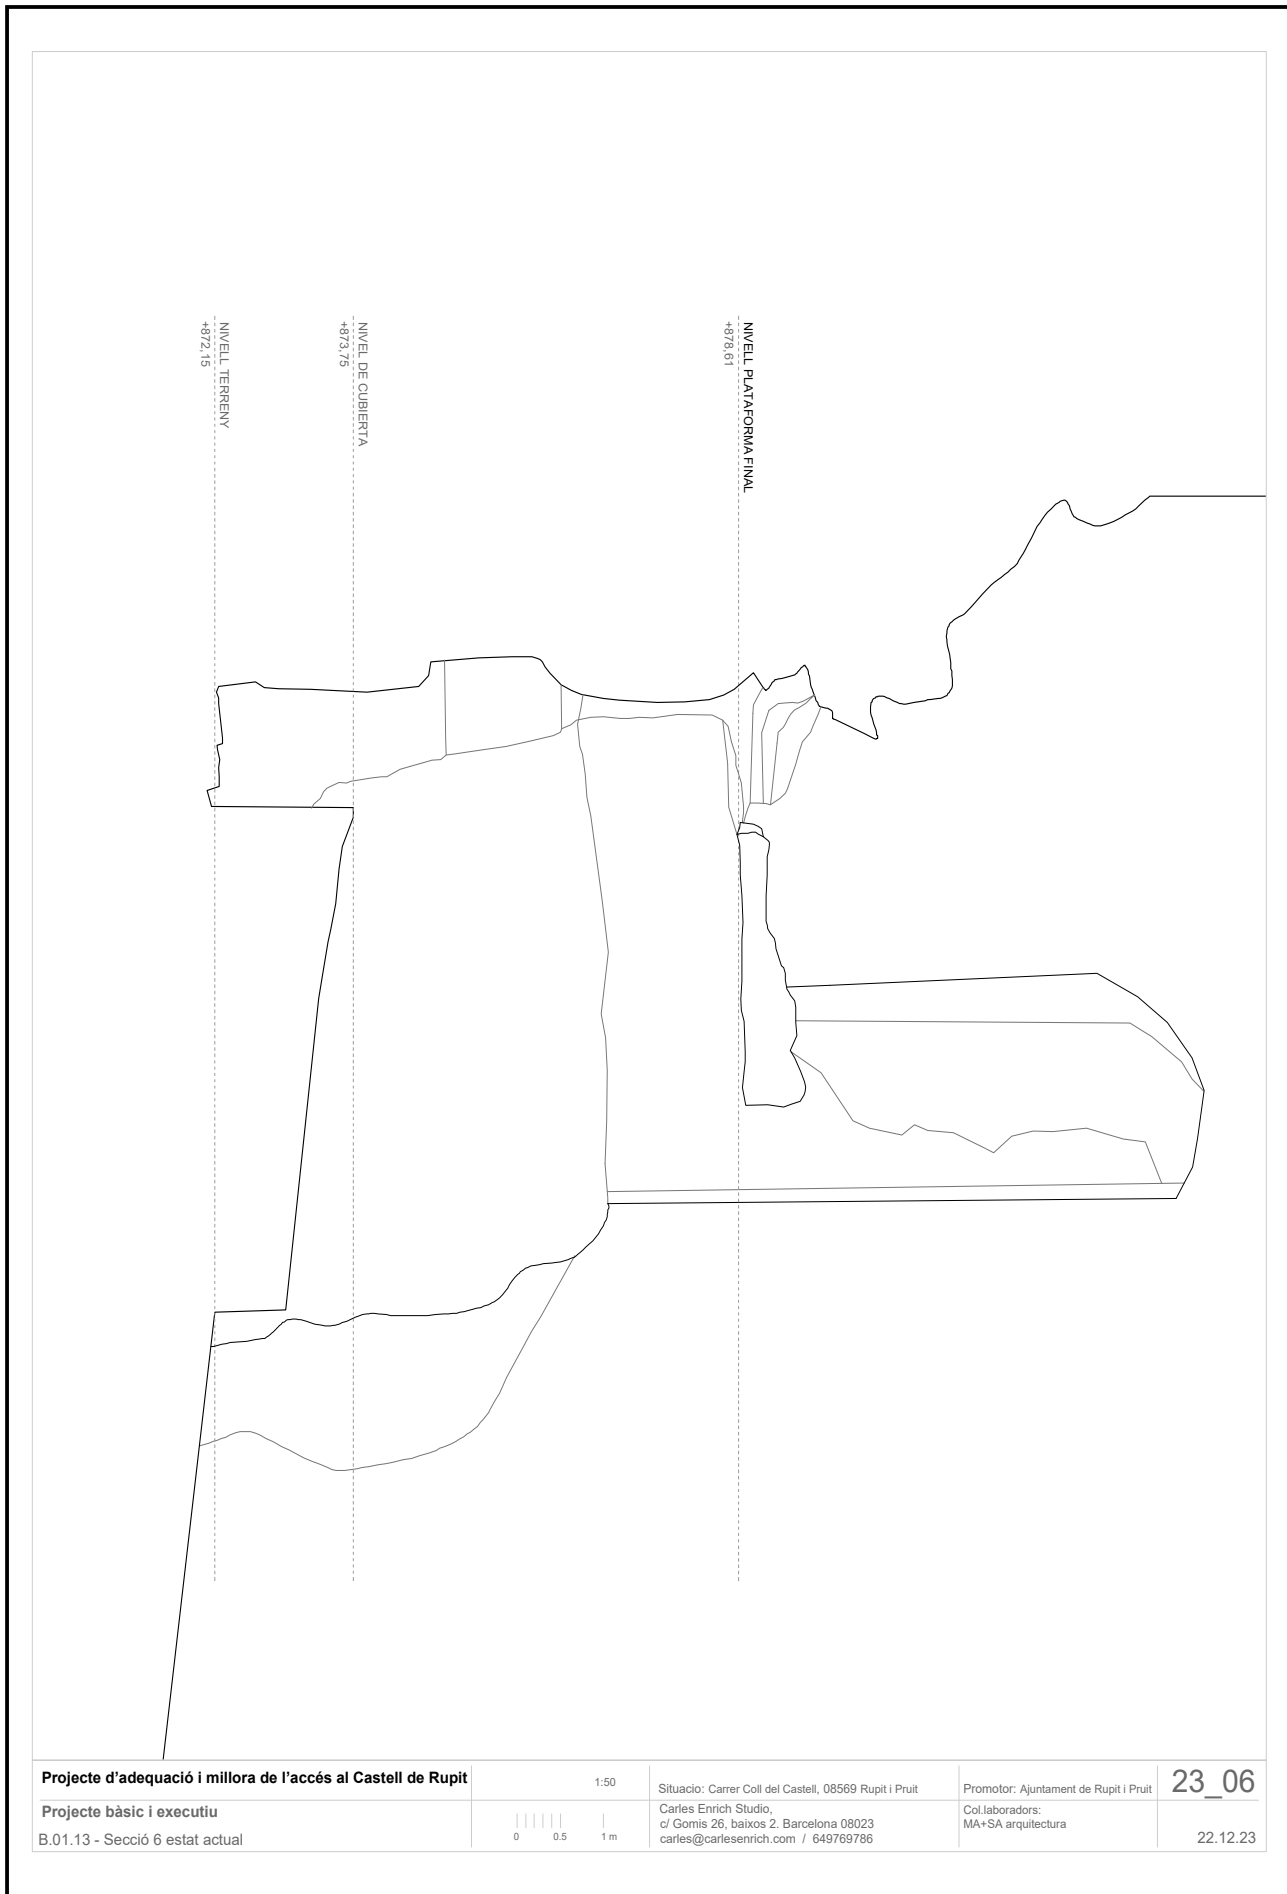 NIVELL TERRENY
+872,15
NIVEL DE CUBIERTA
+873,75
NIVELL PLATAFORMA FINAL
+878,61
Projecte d'adequació i millora de l'accés al Castell de Rupit
Projecte bàsic i executiu
B.01.13 - Secció 6 estat actual
1:50
0 0.5 1 m
Situacio: Carrer Coll del Castell, 08569 Rupit i Pruit
Carles Enrich Studio,
c/ Gomis 26, baixos 2. Barcelona 08023
carles@carlesenrich.com / 649769786
Promotor: Ajuntament de Rupit i Pruit
Col.laboradors:
MA+SA arquitectura
23_06
22.12.23